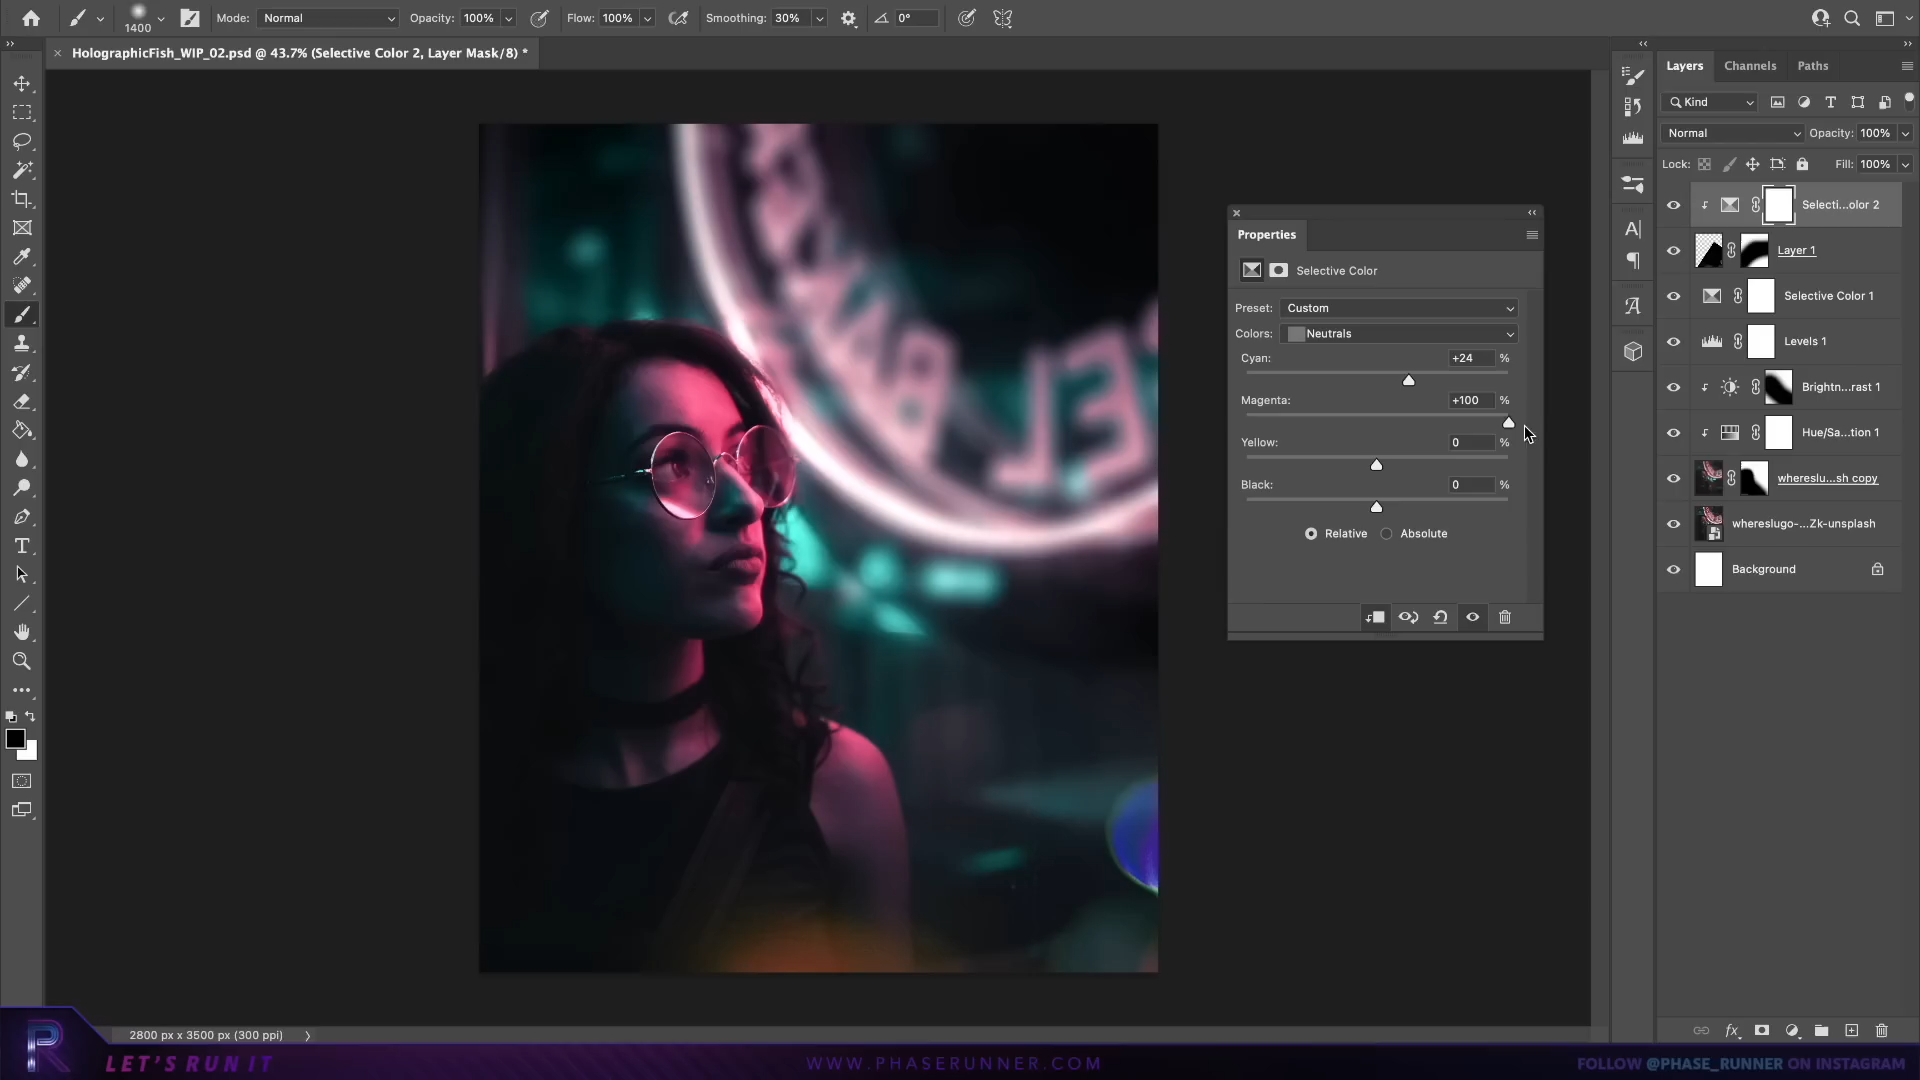 1400
Mode:
Normal
Opacity:
100%
Flow:
100%
Smoothing:
30%
0°
HolographicFish_WIP_02.psd @ 43.7% (Selective Color 2, Layer Mask/8) *
Layers
Channels
Paths
Kind
Normal
Opacity:
100%
Lock:
Fill:
100%
Selecti...olor 2
Layer 1
Selective Color 1
Levels 1
Brightn...rast 1
Hue/Sa...tion 1
whereslu...sh copy
whereslugo-...Zk-unsplash
Background
Properties
Selective Color
Preset:
Custom
Colors:
Neutrals
Cyan:
+24
%
Magenta:
+100
%
Yellow:
0
%
Black:
0
%
Relative
Absolute
2800 px x 3500 px (300 ppi)
R
LET'S RUN IT
WWW.PHASERUNNER.COM
FOLLOW @PHASE_RUNNER ON INSTAGRAM